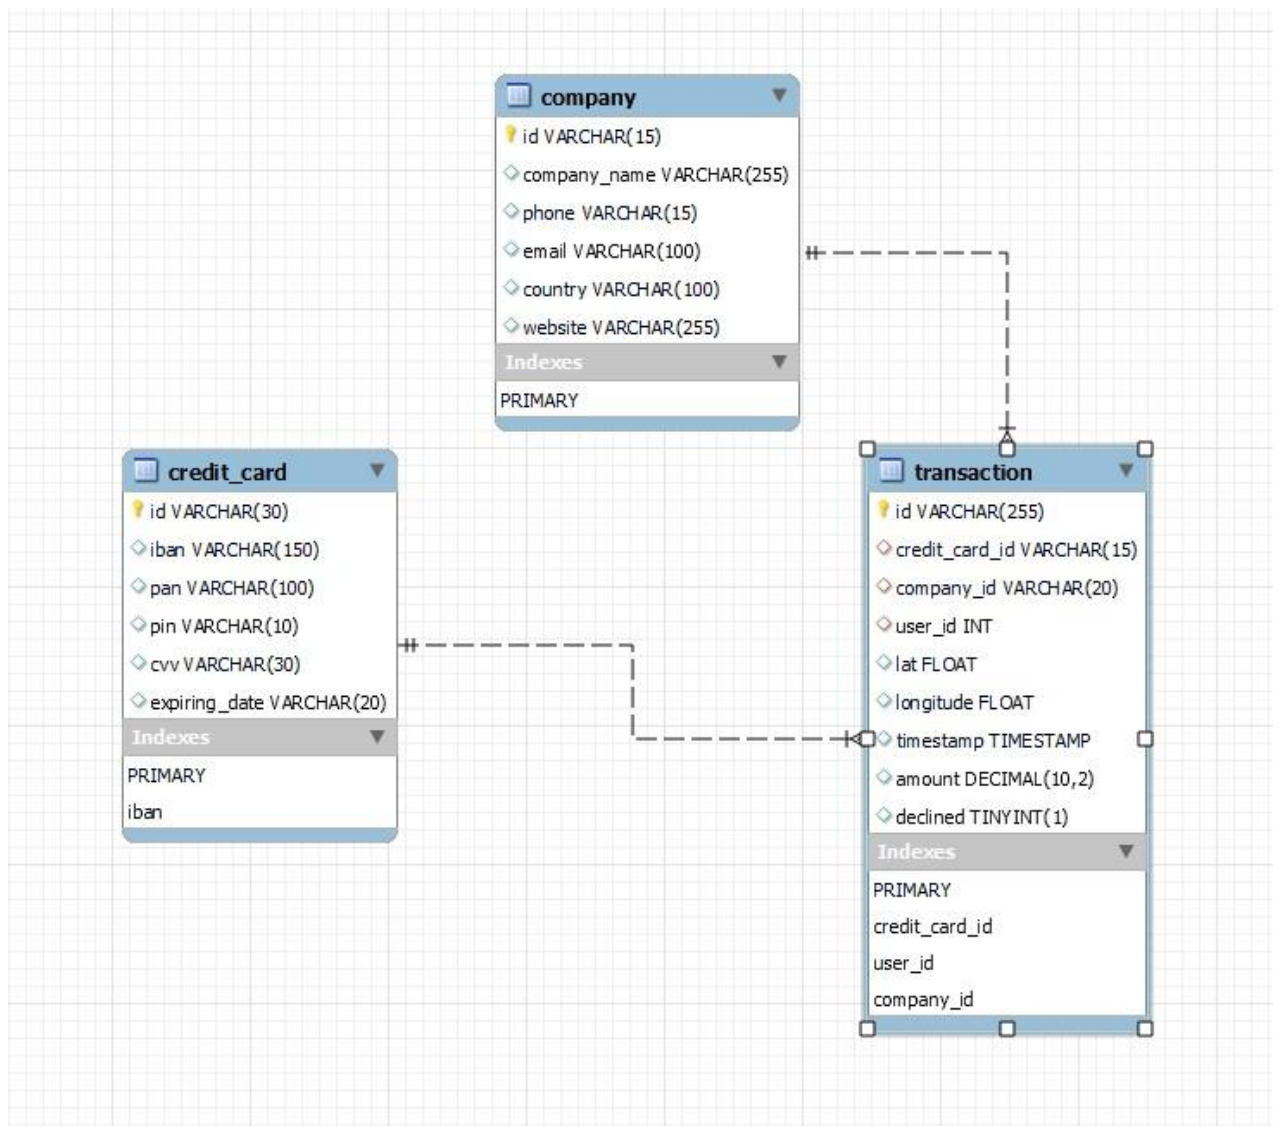 company
id VARCHAR(15)
company_name VARCHAR(255)
phone VARCHAR(15)
email VARCHAR(100)
country VARCHAR(100)
website VARCHAR(255)
Indexes
PRIMARY
credit_card
id VARCHAR(30)
iban VARCHAR(150)
pan VARCHAR(100)
pin VARCHAR(10)
cvv VARCHAR(30)
expiring_date VARCHAR(20)
Indexes
PRIMARY
iban
transaction
id VARCHAR(255)
credit_card_id VARCHAR(15)
company_id VARCHAR(20)
user_id INT
lat FLOAT
longitude FLOAT
timestamp TIMESTAMP
amount DECIMAL(10,2)
declined TINYINT(1)
Indexes
PRIMARY
credit_card_id
user_id
company_id